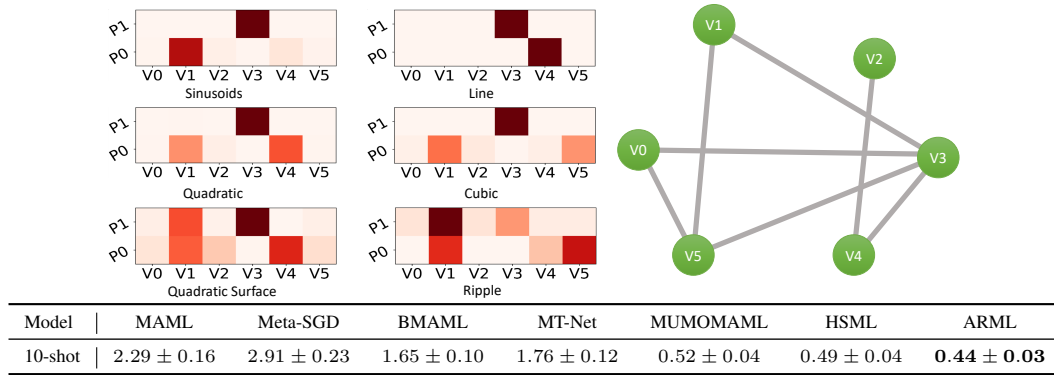 P1
P0
V0 V1 V2 V3 V4 V5
Sinusoids
P1
P0
V0 V1 V2 V3 V4 V5
Line
P1
P0
V0 V1 V2 V3 V4 V5
Quadratic
P1
P0
V0 V1 V2 V3 V4 V5
Cubic
P1
P0
V0 V1 V2 V3 V4 V5
Quadratic Surface
P1
P0
V0 V1 V2 V3 V4 V5
Ripple
V1
V2
V0
V3
V5
V4
Model MAML Meta-SGD BMAML MT-Net MUMOMAML HSML ARML
10-shot 2.29 ± 0.16 2.91 ± 0.23 1.65 ± 0.10 1.76 ± 0.12 0.52 ± 0.04 0.49 ± 0.04 0.44 ± 0.03